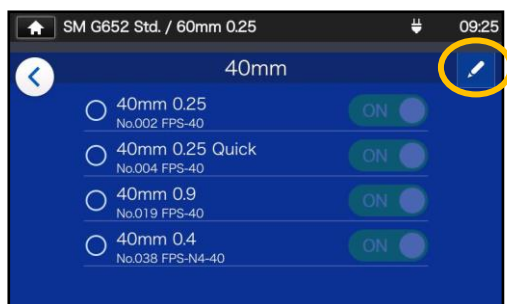 SM G652 Std. / 60mm 0.25 09:25
40mm
40mm 0.25
No.002 FPS-40
ON
40mm 0.25 Quick
No.004 FPS-40
ON
40mm 0.9
No.019 FPS-40
ON
40mm 0.4
No.038 FPS-N4-40
ON